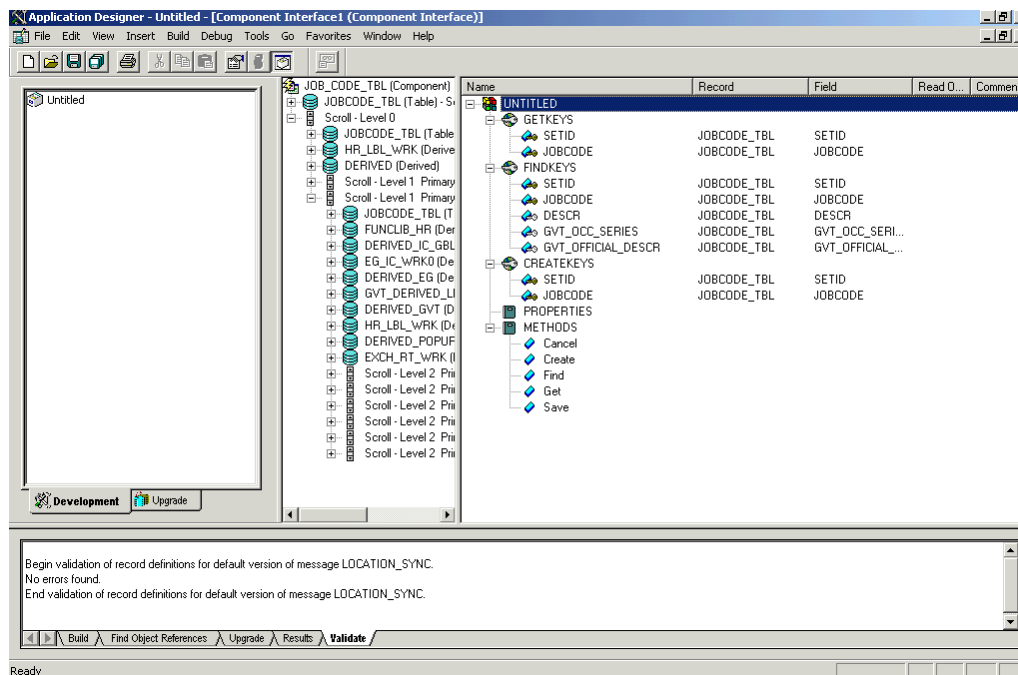 Application Designer - Untitled - [Component Interface1 (Component Interface)]
File Edit View Insert Build Debug Tools Go Favorites Window Help
Untitled
Development Upgrade
JOB_CODE_TBL (Component)
JOBCODE_TBL (Table) - S
Scroll - Level 0
JOBCODE_TBL (Table
HR_LBL_WRK (Derive
DERIVED (Derived)
Scroll - Level 1 Primary
Scroll - Level 1 Primary
JOBCODE_TBL (T
FUNCLIB_HR (Der
DERIVED_IC_GBL
EG_IC_WRK0 (De
DERIVED_EG (De
GVT_DERIVED_LI
DERIVED_GVT (D
HR_LBL_WRK (De
DERIVED_POPUF
EXCH_RT_WRK (
Scroll - Level 2 Pri
Scroll - Level 2 Pri
Scroll - Level 2 Pri
Scroll - Level 2 Pri
Scroll - Level 2 Pri
Scroll - Level 2 Pri
Name Record Field Read O... Commen
UNTITLED
GETKEYS
SETID JOBCODE_TBL SETID
JOBCODE JOBCODE_TBL JOBCODE
FINDKEYS
SETID JOBCODE_TBL SETID
JOBCODE JOBCODE_TBL JOBCODE
DESCR JOBCODE_TBL DESCR
GVT_OCC_SERIES JOBCODE_TBL GVT_OCC_SERI...
GVT_OFFICIAL_DESCR JOBCODE_TBL GVT_OFFICIAL_...
CREATEKEYS
SETID JOBCODE_TBL SETID
JOBCODE JOBCODE_TBL JOBCODE
PROPERTIES
METHODS
Cancel
Create
Find
Get
Save
Begin validation of record definitions for default version of message LOCATION_SYNC.
No errors found.
End validation of record definitions for default version of message LOCATION_SYNC.
Build Find Object References Upgrade Results Validate
Ready